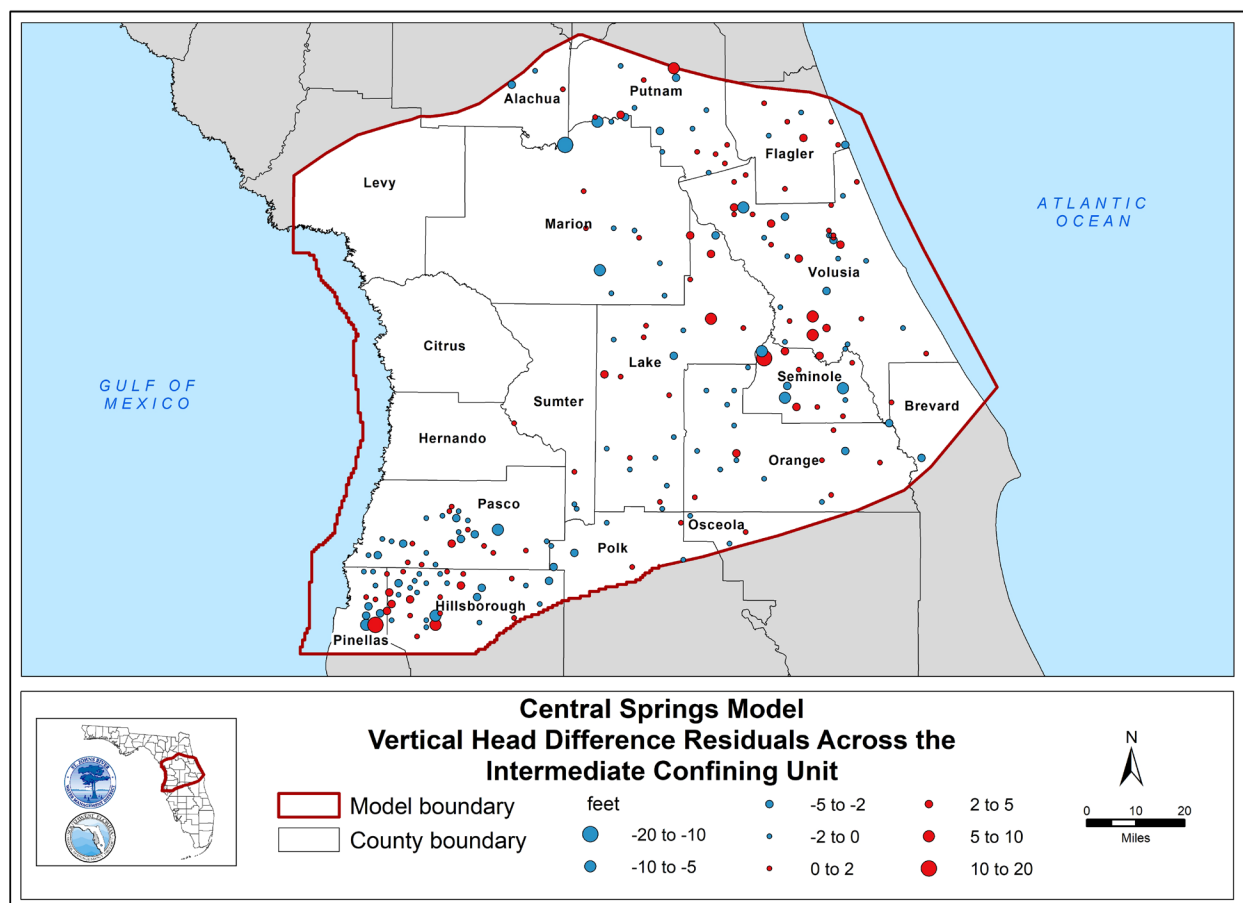 Alachua
Putnam
Flagler
Levy
Marion
ATLANTIC
OCEAN
Volusia
Citrus
Lake
GULF OF
MEXICO
Seminole
Sumter
Brevard
Hernando
Orange
Pasco
Osceola
Polk
Hillsborough
Pinellas
Central Springs Model
Vertical Head Difference Residuals Across the
Intermediate Confining Unit
N
Model boundary
County boundary
feet
-20 to -10
-10 to -5
-5 to -2
-2 to 0
0 to 2
2 to 5
5 to 10
10 to 20
0 10 20
Miles